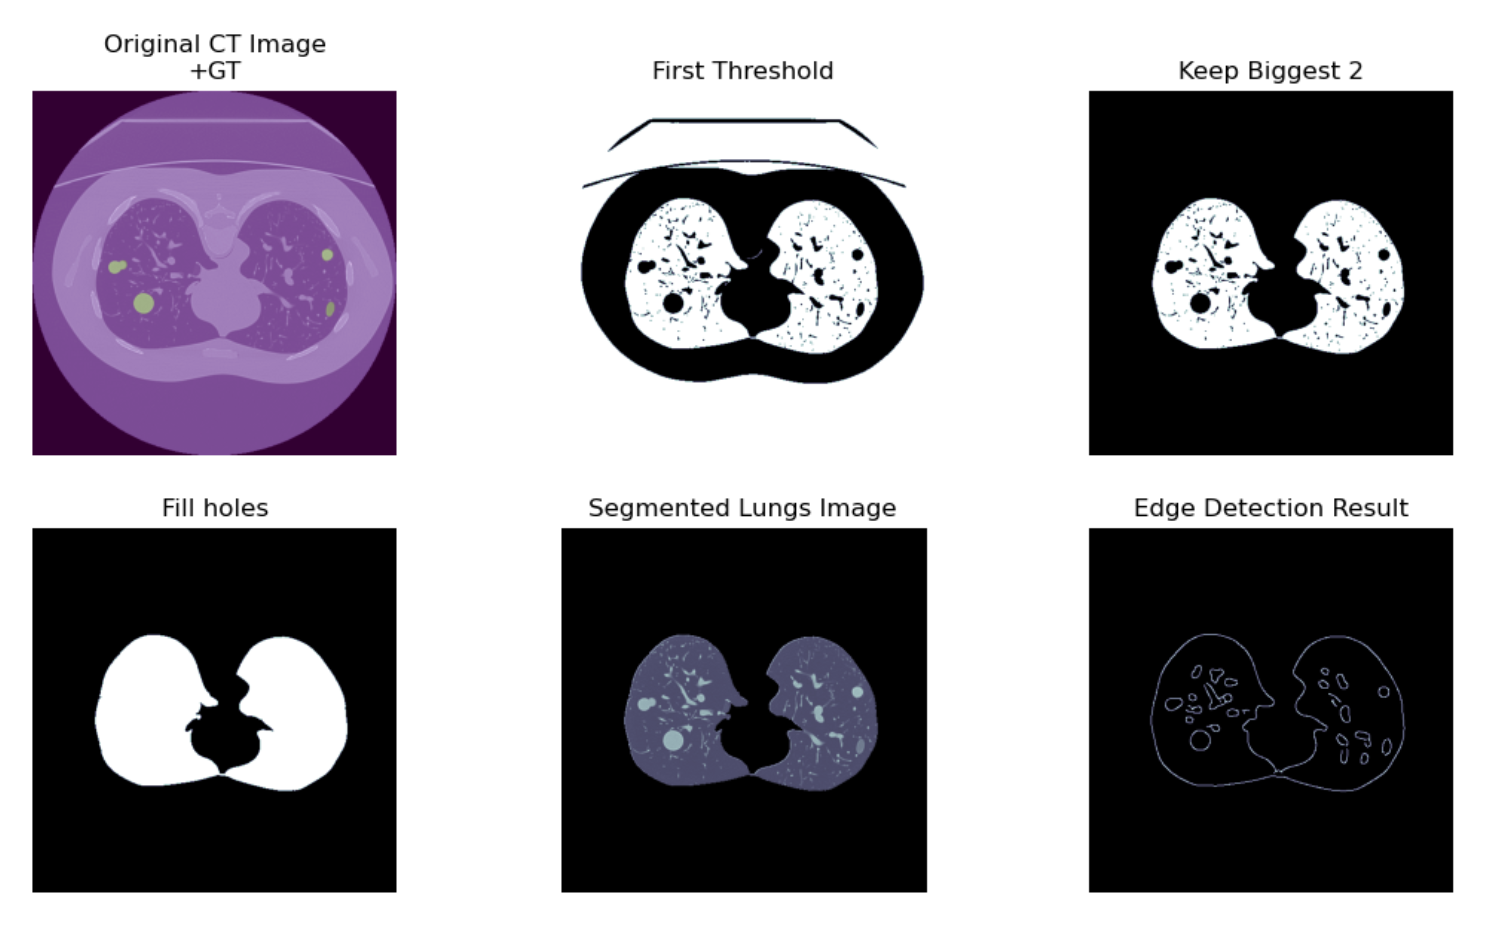 Original CT Image
+GT
First Threshold
Keep Biggest 2
Fill holes
Segmented Lungs Image
Edge Detection Result